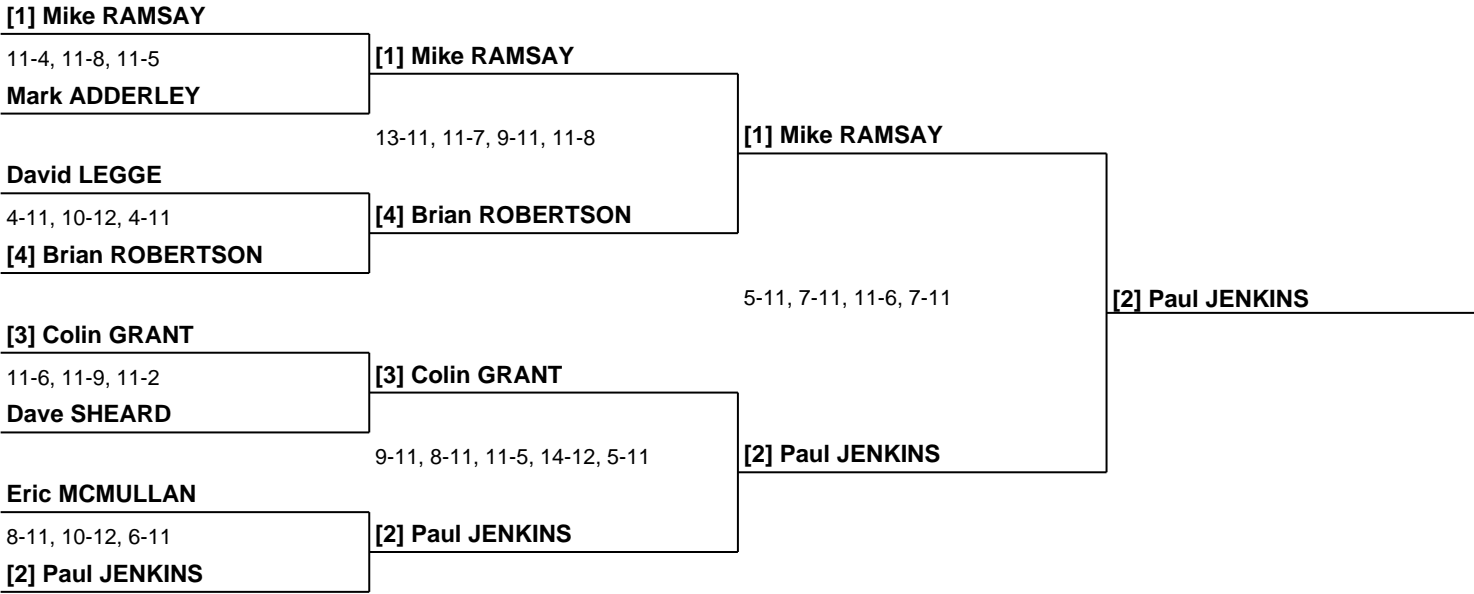 [1] Mike RAMSAY
11-4, 11-8, 11-5
[1] Mike RAMSAY
Mark ADDERLEY
13-11, 11-7, 9-11, 11-8
[1] Mike RAMSAY
David LEGGE
4-11, 10-12, 4-11
[4] Brian ROBERTSON
[4] Brian ROBERTSON
5-11, 7-11, 11-6, 7-11
[2] Paul JENKINS
[3] Colin GRANT
11-6, 11-9, 11-2
[3] Colin GRANT
Dave SHEARD
9-11, 8-11, 11-5, 14-12, 5-11
[2] Paul JENKINS
Eric MCMULLAN
8-11, 10-12, 6-11
[2] Paul JENKINS
[2] Paul JENKINS